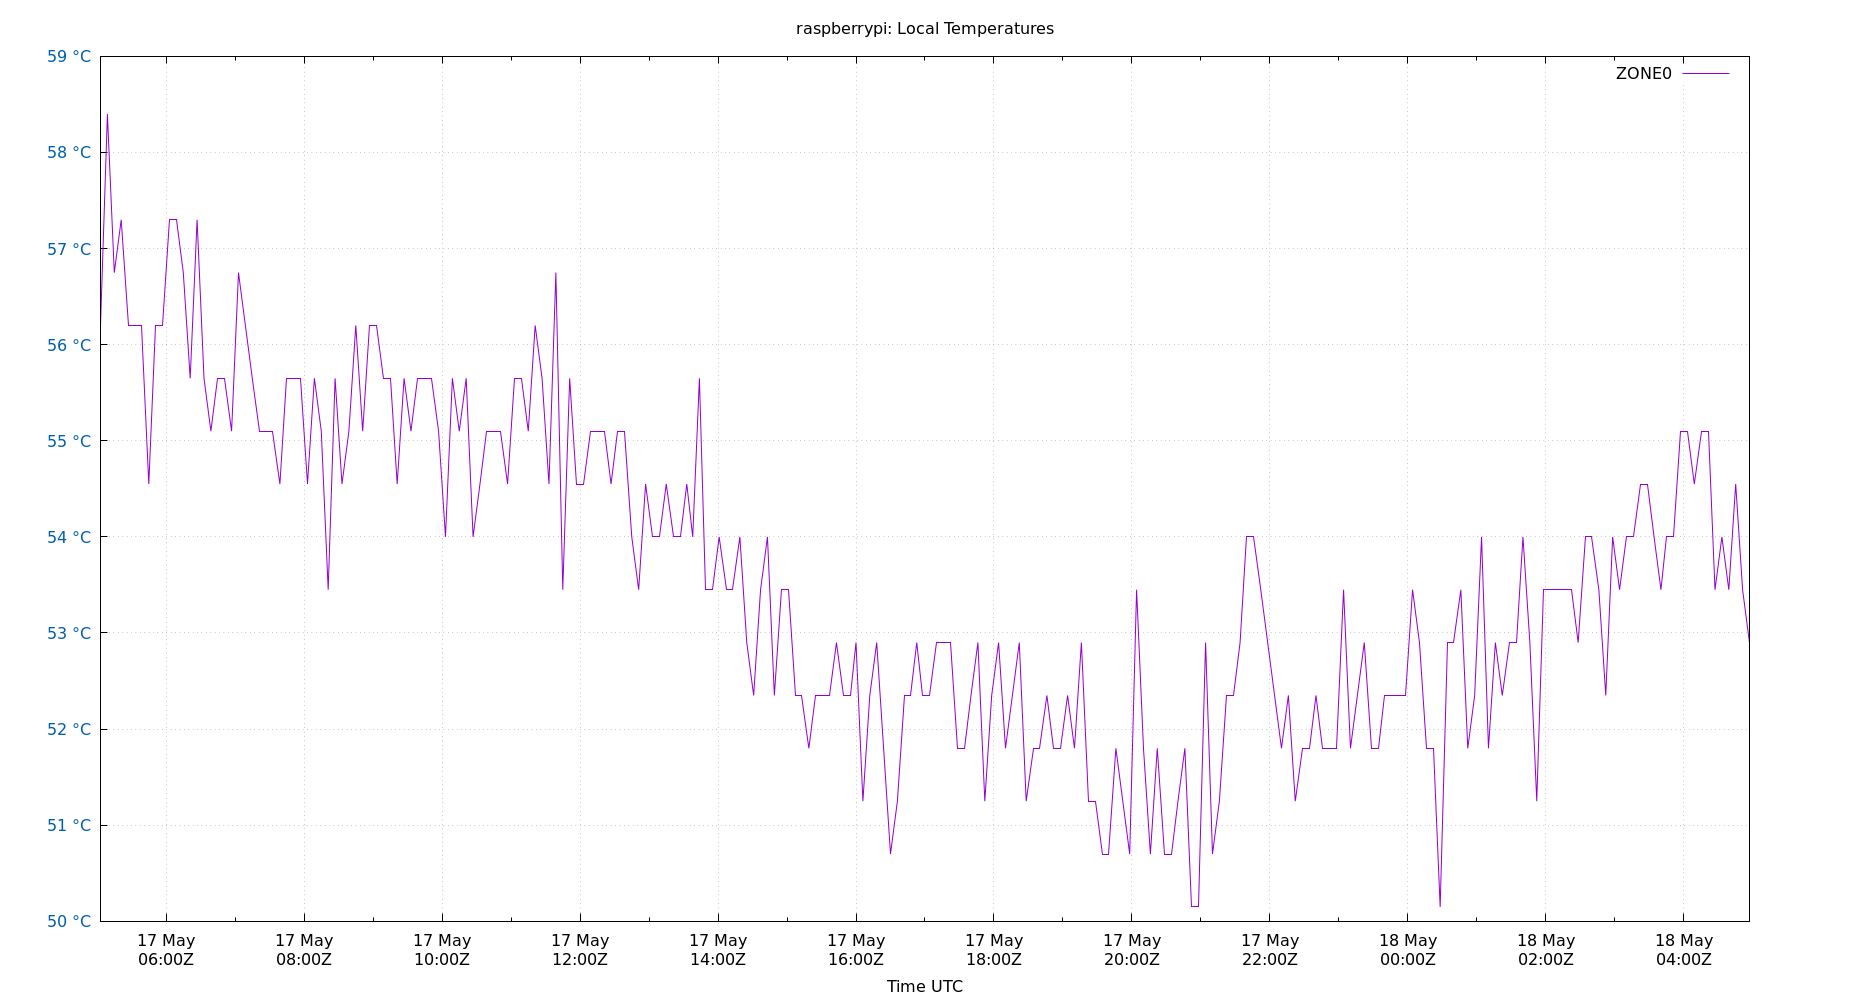 raspberrypi: Local Temperatures
59 °C
ZONE0
58 °C
57 °C
56 °C
55 °C
54 °C
53 °C
52 °C
51 °C
50 °C
17 May 17 May 17 May 17 May 17 May 17 May 17 May 17 May 17 May 18 May 18 May 18 May
06:00Z 08:00Z 10:00Z 12:00Z 14:00Z 16:00Z 18:00Z 20:00Z 22:00Z 00:00Z 02:00Z 04:00Z
Time UTC